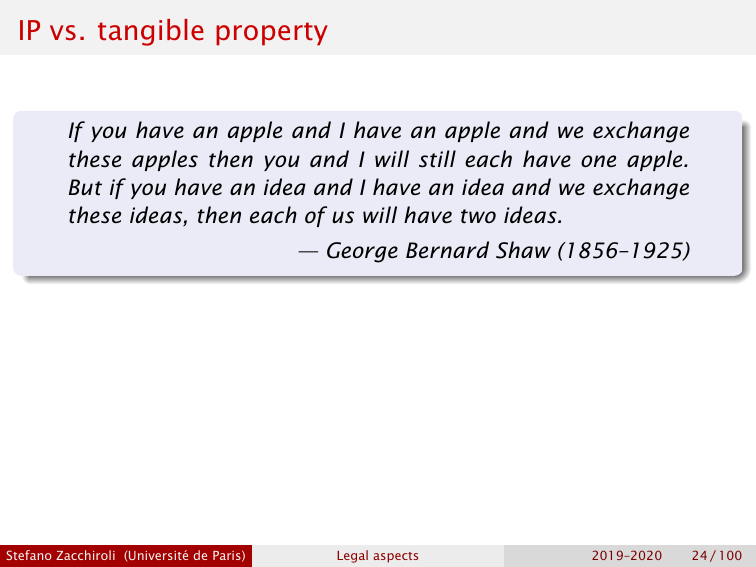 IP vs. tangible property
If you have an apple and I have an apple and we exchange
these apples then you and I will still each have one apple.
But if you have an idea and I have an idea and we exchange
these ideas, then each of us will have two ideas.
— George Bernard Shaw (1856–1925)
Stefano Zacchiroli (Université de Paris) Legal aspects 2019–2020 24 / 100